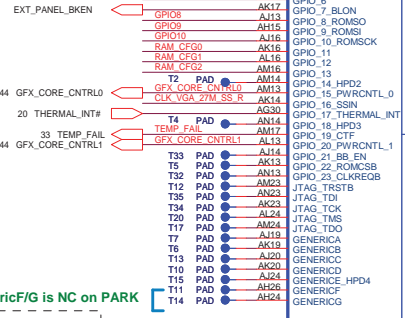 GPIO_6
EXT_PANEL_BKEN AK17 GPIO_7_BLON
GPIO8 AJ13 GPIO_8_ROMSO
GPIO9 AH15 GPIO_9_ROMSI
GPIO10 AJ16 GPIO_10_ROMSCK
RAM_CFG0 AK16 GPIO_11
RAM_CFG1 AL16 GPIO_12
RAM_CFG2 AM16 GPIO_13
T2 PAD AM14 GPIO_14_HPD2
44 GFX_CORE_CNTRL0 GFX_CORE_CNTRL0 AM13 GPIO_15_PWRCNTL_0
CLK_VGA_27M_SS_R AK14 GPIO_16_SSIN
20 THERMAL_INT# AG30 GPIO_17_THERMAL_INT
T4 PAD AN14 GPIO_18_HPD3
33 TEMP_FAIL TEMP_FAIL AM17 GPIO_19_CTF
44 GFX_CORE_CNTRL1 GFX_CORE_CNTRL1 AL13 GPIO_20_PWRCNTL_1
T33 PAD AJ14 GPIO_21_BB_EN
T5 PAD AK13 GPIO_22_ROMCSB
T32 PAD AN13 GPIO_23_CLKREQB
T12 PAD AM23 JTAG_TRSTB
T35 PAD AN23 JTAG_TDI
T34 PAD AK23 JTAG_TCK
T20 PAD AL24 JTAG_TMS
T17 PAD AM24 JTAG_TDO
T7 PAD AJ19 GENERICA
T6 PAD AK19 GENERICB
T13 PAD AJ20 GENERICC
T10 PAD AK20 GENERICD
T15 PAD AJ24 GENERICE_HPD4
T11 PAD AH26 GENERICF
T14 PAD AH24 GENERICG
ricF/G is NC on PARK